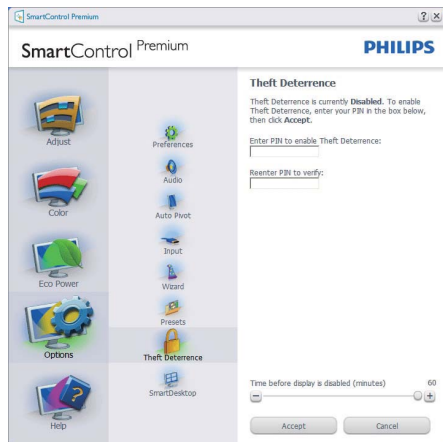 SmartControl Premium
? X
SmartControl Premium
PHILIPS
Adjust
Color
Eco Power
Options
Help
Preferences
Audio
Auto Pivot
Input
Wizard
Presets
Theft Deterrence
SmartDesktop
Theft Deterrence
Theft Deterrence is currently Disabled. To enable
Theft Deterrence, enter your PIN in the box below,
then click Accept.
Enter PIN to enable Theft Deterrence:
Reenter PIN to verify:
Time before display is disabled (minutes) 60
Accept Cancel